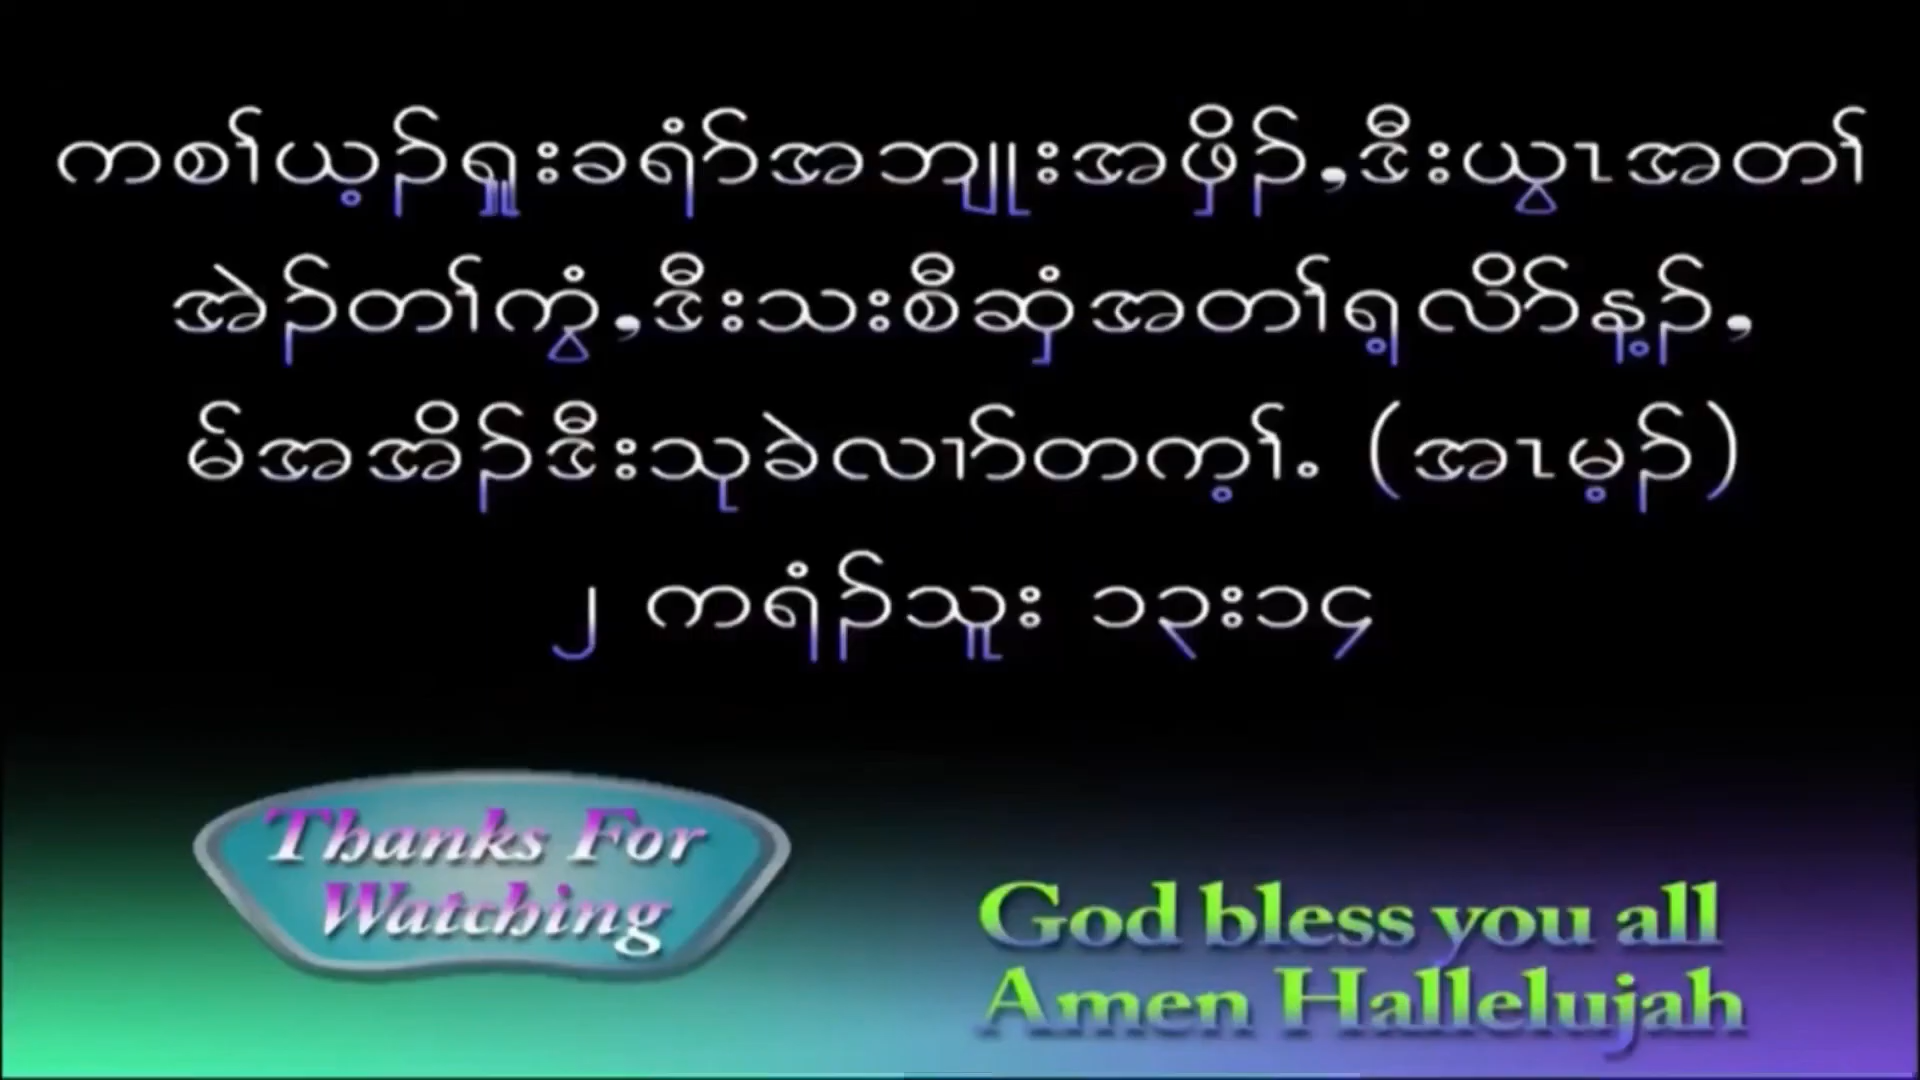 ကစၢ်ယ့ၣ်ရှူးခရံာ်အဘျုးအဖှိၣ်,ဒီးယွၤအတၢ်
အဲၣ်တၢ်ကွံ,ဒီးသးစီဆှံအတၢ်ရ့လိာ်န့ၣ်,
မ်အအိၣ်ဒီးသုခဲလၢာ်တက့ၢ်. (အၤမ့ၣ်)
၂ ကရံၣ်သူး ၁၃း၁၄
Thanks For
Watching
God bless you all
Amen Hallelujah